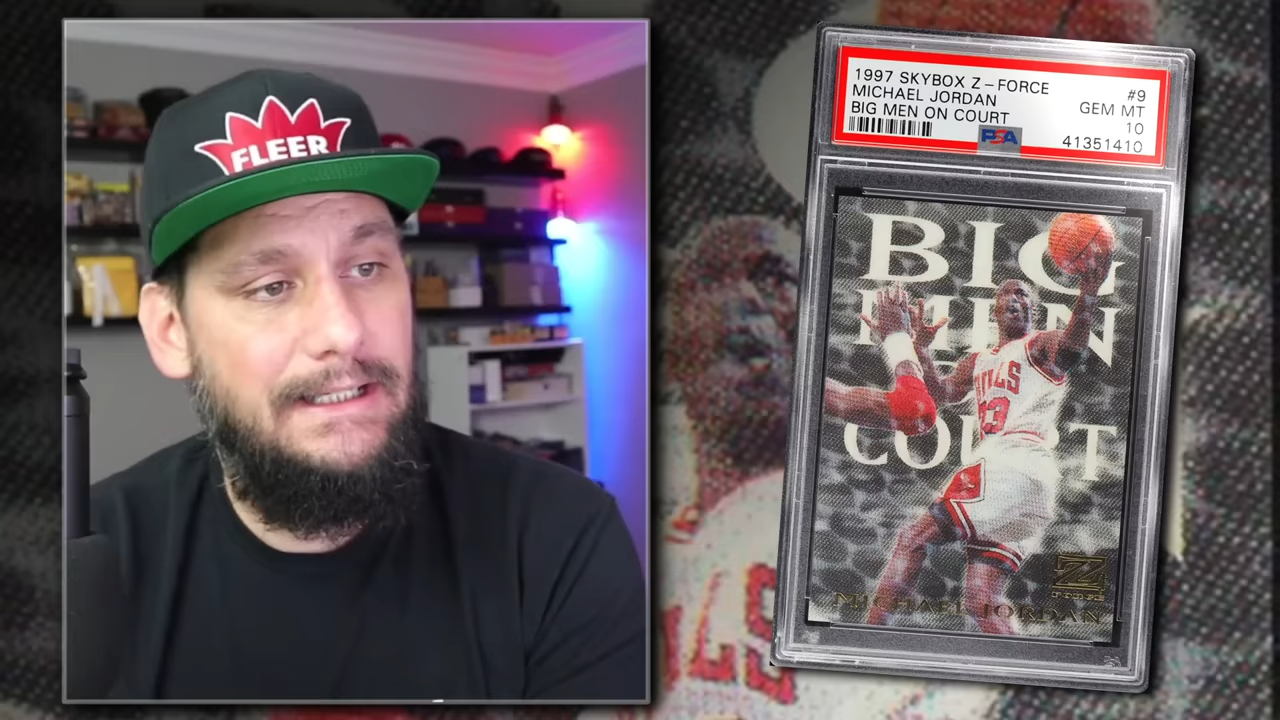 FLEER
1997 SKYBOX Z-FORCE #9
MICHAEL JORDAN GEM MT
BIG MEN ON COURT 10
PSA 41351410
BIG
MEN
ON
COURT
BULLS
23
Z
FORCE
MICHAEL JORDAN